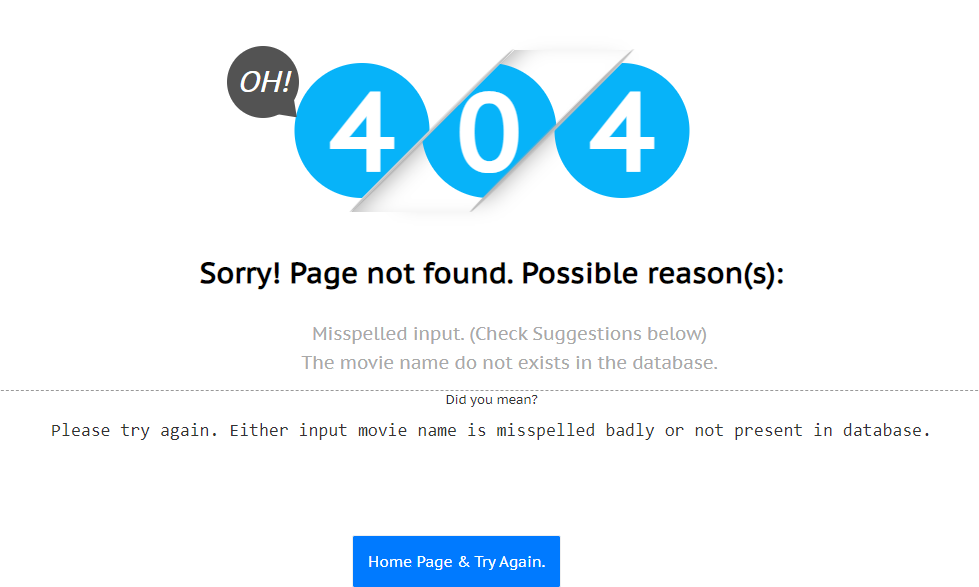 OH!
404
Sorry! Page not found. Possible reason(s):
Misspelled input. (Check Suggestions below)
The movie name do not exists in the database.
Did you mean?
Please try again. Either input movie name is misspelled badly or not present in database.
Home Page & Try Again.